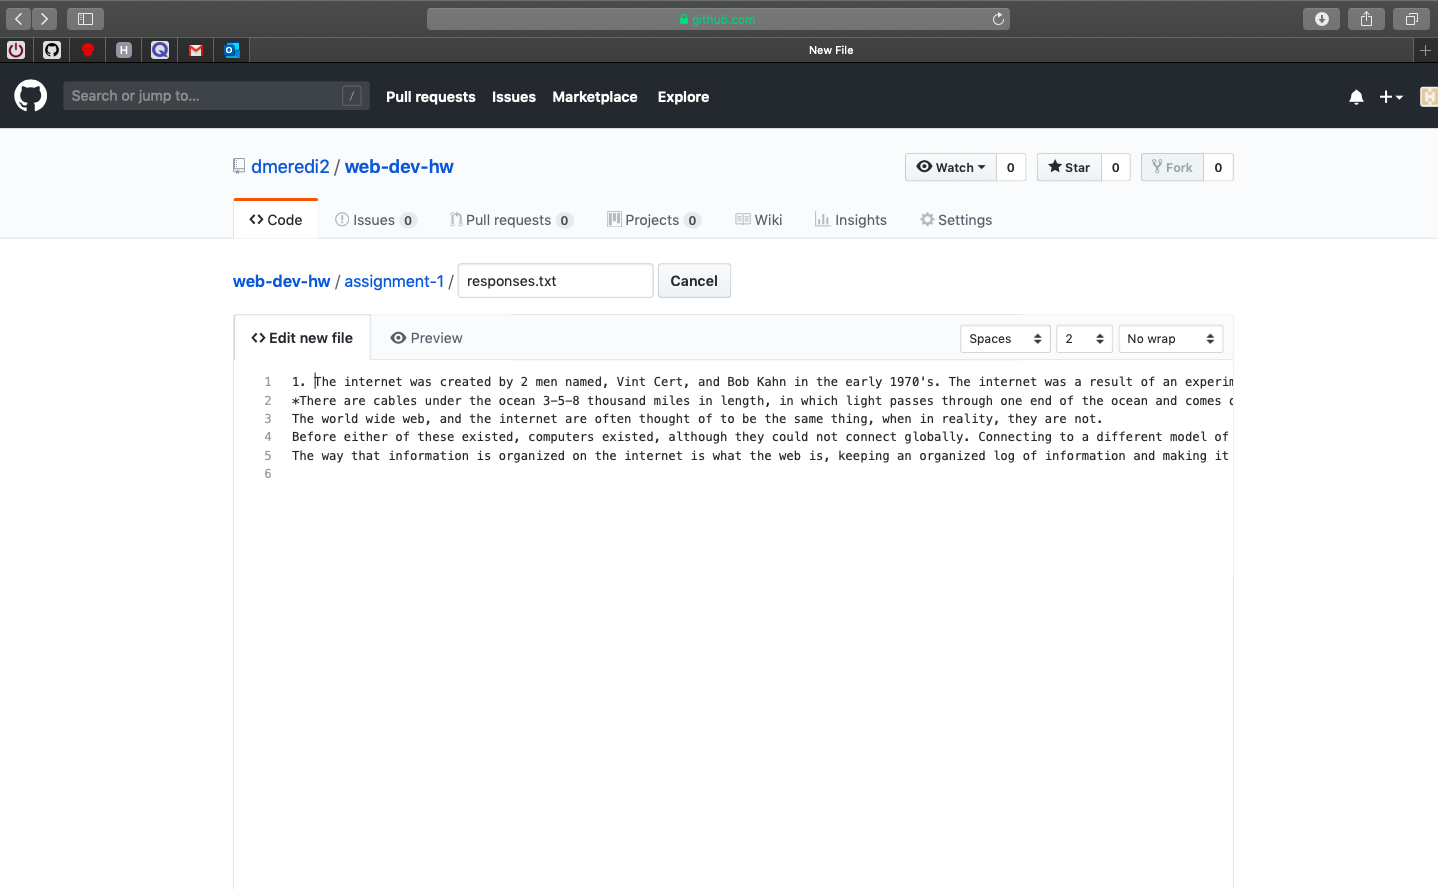 github.com
New File
Search or jump to... /
Pull requests Issues Marketplace Explore
dmeredi2 / web-dev-hw
Watch 0 Star 0 Fork 0
Code Issues 0 Pull requests 0 Projects 0 Wiki Insights Settings
web-dev-hw / assignment-1 / responses.txt Cancel
Edit new file Preview Spaces 2 No wrap
1 1. The internet was created by 2 men named, Vint Cert, and Bob Kahn in the early 1970's. The internet was a result of an experim
2 *There are cables under the ocean 3-5-8 thousand miles in length, in which light passes through one end of the ocean and comes o
3 The world wide web, and the internet are often thought of to be the same thing, when in reality, they are not.
4 Before either of these existed, computers existed, although they could not connect globally. Connecting to a different model of
5 The way that information is organized on the internet is what the web is, keeping an organized log of information and making it
6